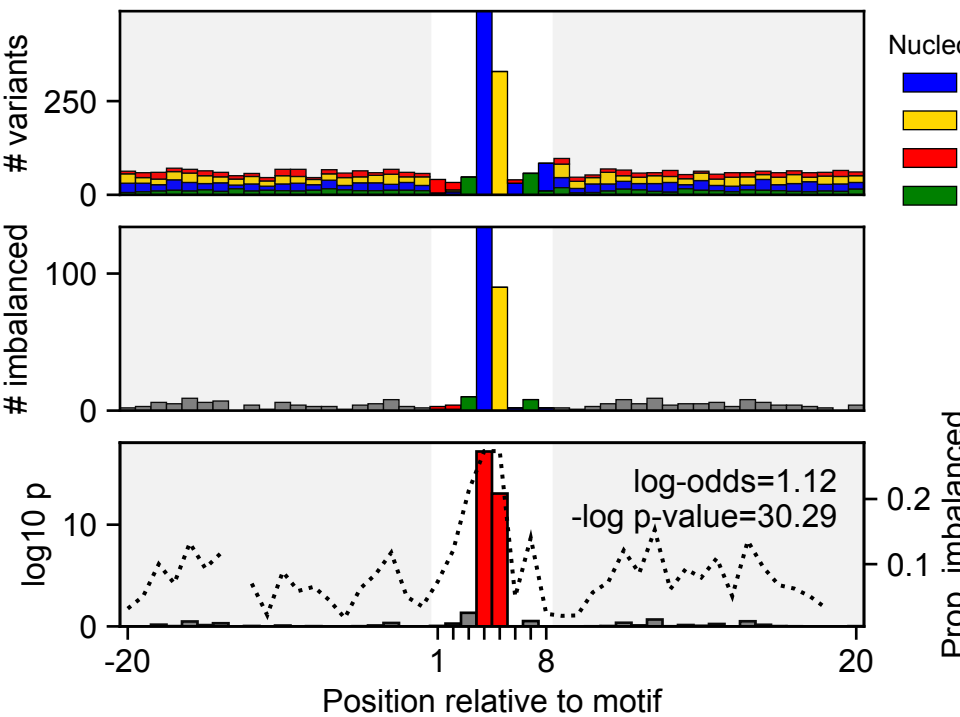 # variants
250
0
Nucleo
# imbalanced
100
0
log10 p
10
0
log-odds=1.12
-log p-value=30.29
0.2
0.1
Prop. imbalanced
-20
1
8
20
Position relative to motif